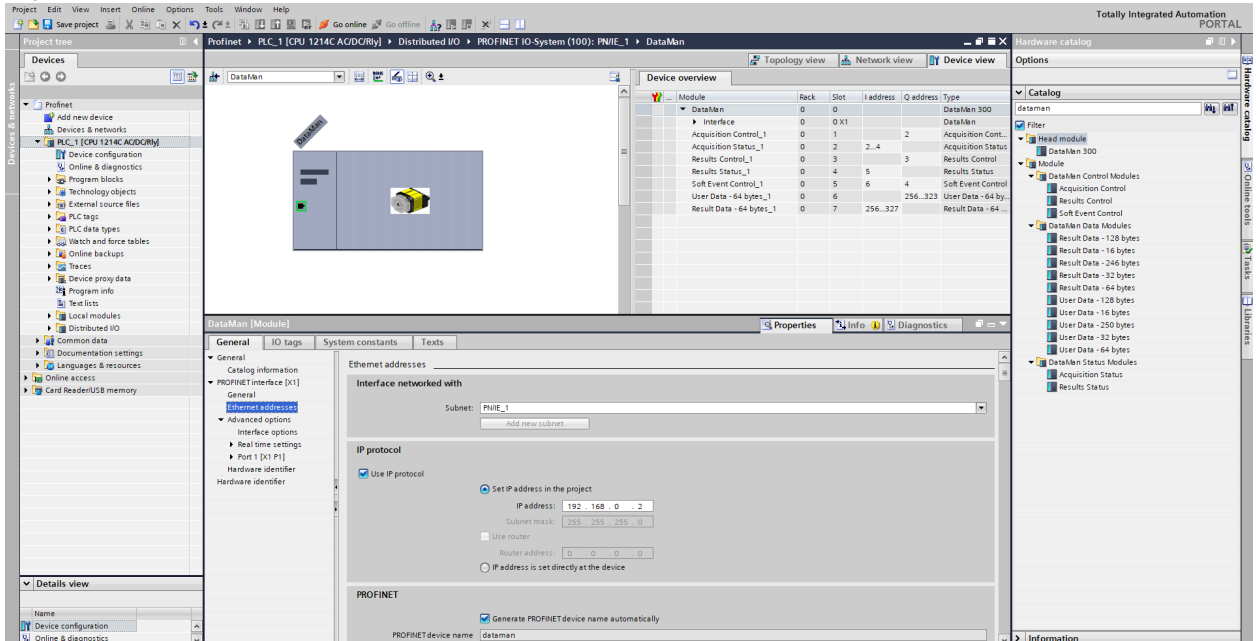 Project Edit View Insert Online Options Tools Window Help
Totally Integrated Automation
PORTAL
Save project
Go online
Go offline
Project tree
Profinet ▸ PLC_1 [CPU 1214C AC/DC/Rly] ▸ Distributed I/O ▸ PROFINET IO-System (100): PN/IE_1 ▸ DataMan
Hardware catalog
Devices
Topology view
Network view
Device view
Options
Devices & networks
Profinet
Add new device
Devices & networks
PLC_1 [CPU 1214C AC/DC/Rly]
Device configuration
Online & diagnostics
Program blocks
Technology objects
External source files
PLC tags
PLC data types
Watch and force tables
Online backups
Traces
Device proxy data
Program info
Text lists
Local modules
Distributed I/O
Common data
Documentation settings
Languages & resources
Online access
Card Reader/USB memory
Details view
Name
Device configuration
Online & diagnostics
DataMan
DataMan
Device overview
... Module Rack Slot I address Q address Type
DataMan 0 0 DataMan 300
Interface 0 0 X1 DataMan
Acquisition Control_1 0 1 2 Acquisition Cont...
Acquisition Status_1 0 2 2...4 Acquisition Status
Results Control_1 0 3 3 Results Control
Results Status_1 0 4 5 Results Status
Soft Event Control_1 0 5 6 4 Soft Event Control
User Data - 64 bytes_1 0 6 256...323 User Data - 64 by...
Result Data - 64 bytes_1 0 7 256...327 Result Data - 64 ...
DataMan [Module]
Properties
Info
Diagnostics
General
IO tags
System constants
Texts
General
Catalog information
PROFINET interface [X1]
General
Ethernet addresses
Advanced options
Interface options
Real time settings
Port 1 [X1 P1]
Hardware identifier
Hardware identifier
Ethernet addresses
Interface networked with
Subnet: PN/IE_1
Add new subnet
IP protocol
Use IP protocol
Set IP address in the project
IP address: 192 . 168 . 0 . 2
Subnet mask: 255 . 255 . 255 . 0
Use router
Router address: 0 . 0 . 0 . 0
IP address is set directly at the device
PROFINET
Generate PROFINET device name automatically
PROFINET device name dataman
Catalog
dataman
Filter
Head module
DataMan 300
Module
DataMan Control Modules
Acquisition Control
Results Control
Soft Event Control
DataMan Data Modules
Result Data - 128 bytes
Result Data - 16 bytes
Result Data - 246 bytes
Result Data - 32 bytes
Result Data - 64 bytes
User Data - 128 bytes
User Data - 16 bytes
User Data - 250 bytes
User Data - 32 bytes
User Data - 64 bytes
DataMan Status Modules
Acquisition Status
Results Status
Information
Hardware catalog
Online tools
Tasks
Libraries